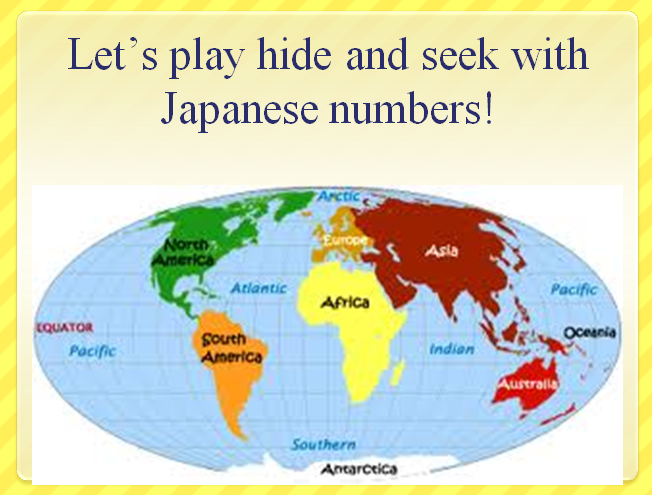 Let's play hide and seek with
Japanese numbers!
Arctic
North
America
Europe
Asia
Atlantic
Pacific
Africa
EQUATOR
Oceania
Pacific
South
America
Indian
Australia
Southern
Antarctica